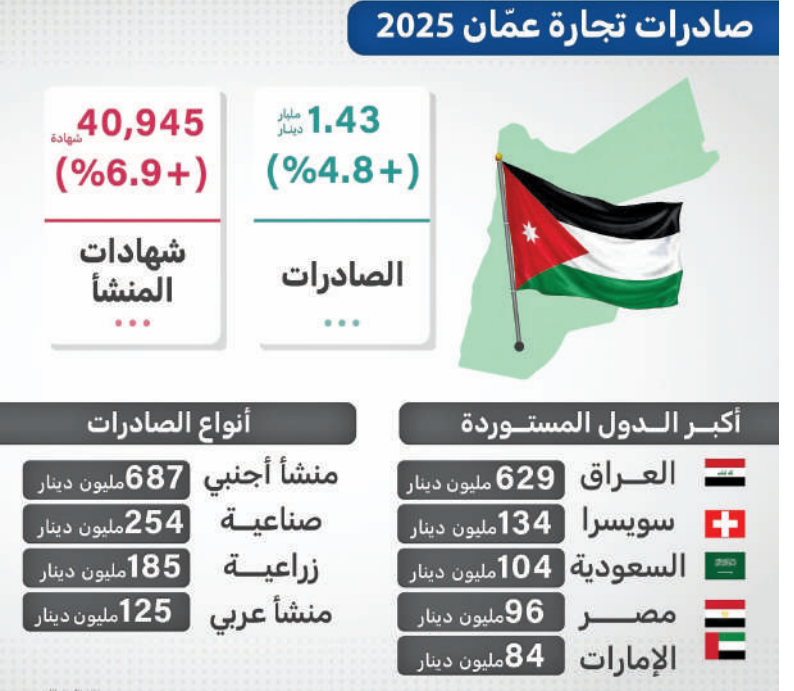 صادرات تجارة عمّان 2025
1.43 مليار دينار
(+4.8%)
الصادرات
40,945 شهادة
(+6.9%)
شهادات
المنشأ
أكبر الدول المستوردة
العراق 629 مليون دينار
سويسرا 134 مليون دينار
السعودية 104 مليون دينار
مصر 96 مليون دينار
الإمارات 84 مليون دينار
أنواع الصادرات
منشأ أجنبي 687 مليون دينار
صناعية 254 مليون دينار
زراعية 185 مليون دينار
منشأ عربي 125 مليون دينار